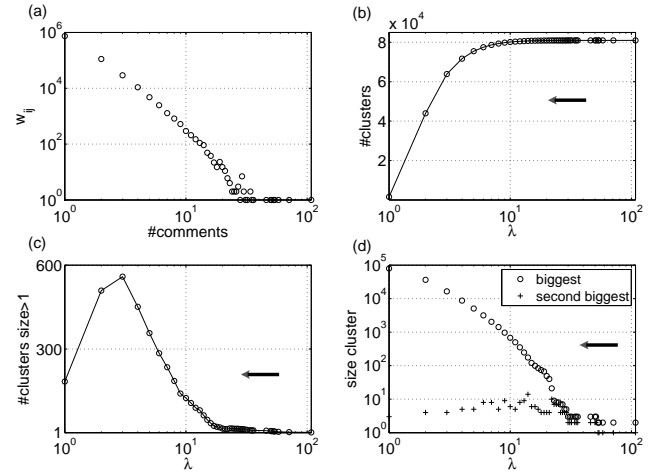 (a)
10^6
10^4
10^2
10^0
w_ij
10^0 10^1 10^2
#comments
(b)
x 10^4
8
6
4
2
#clusters
10^0 10^1 10^2
λ
(c)
600
300
1
#clusters size>1
10^0 10^1 10^2
λ
(d)
10^5
10^4
10^3
10^2
10^1
10^0
size cluster
biggest
second biggest
10^0 10^1 10^2
λ